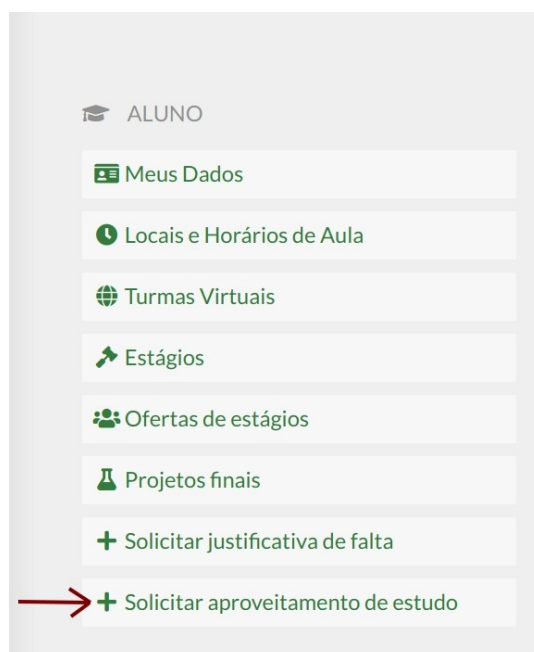 ALUNO
Meus Dados
Locais e Horários de Aula
Turmas Virtuais
Estágios
Ofertas de estágios
Projetos finais
Solicitar justificativa de falta
Solicitar aproveitamento de estudo